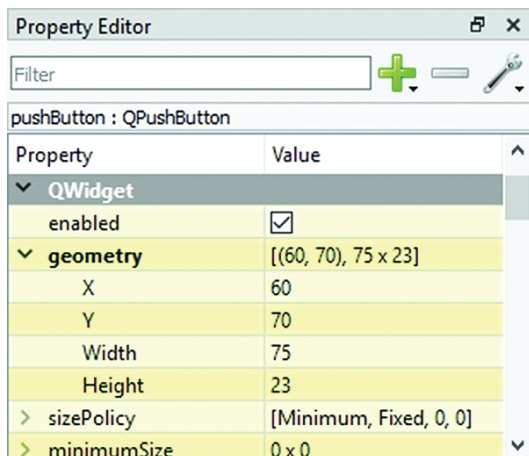 Property Editor
Filter
pushButton : QPushButton
Property Value
QWidget
enabled
geometry [(60, 70), 75 x 23]
X 60
Y 70
Width 75
Height 23
sizePolicy [Minimum, Fixed, 0, 0]
minimumSize 0 x 0